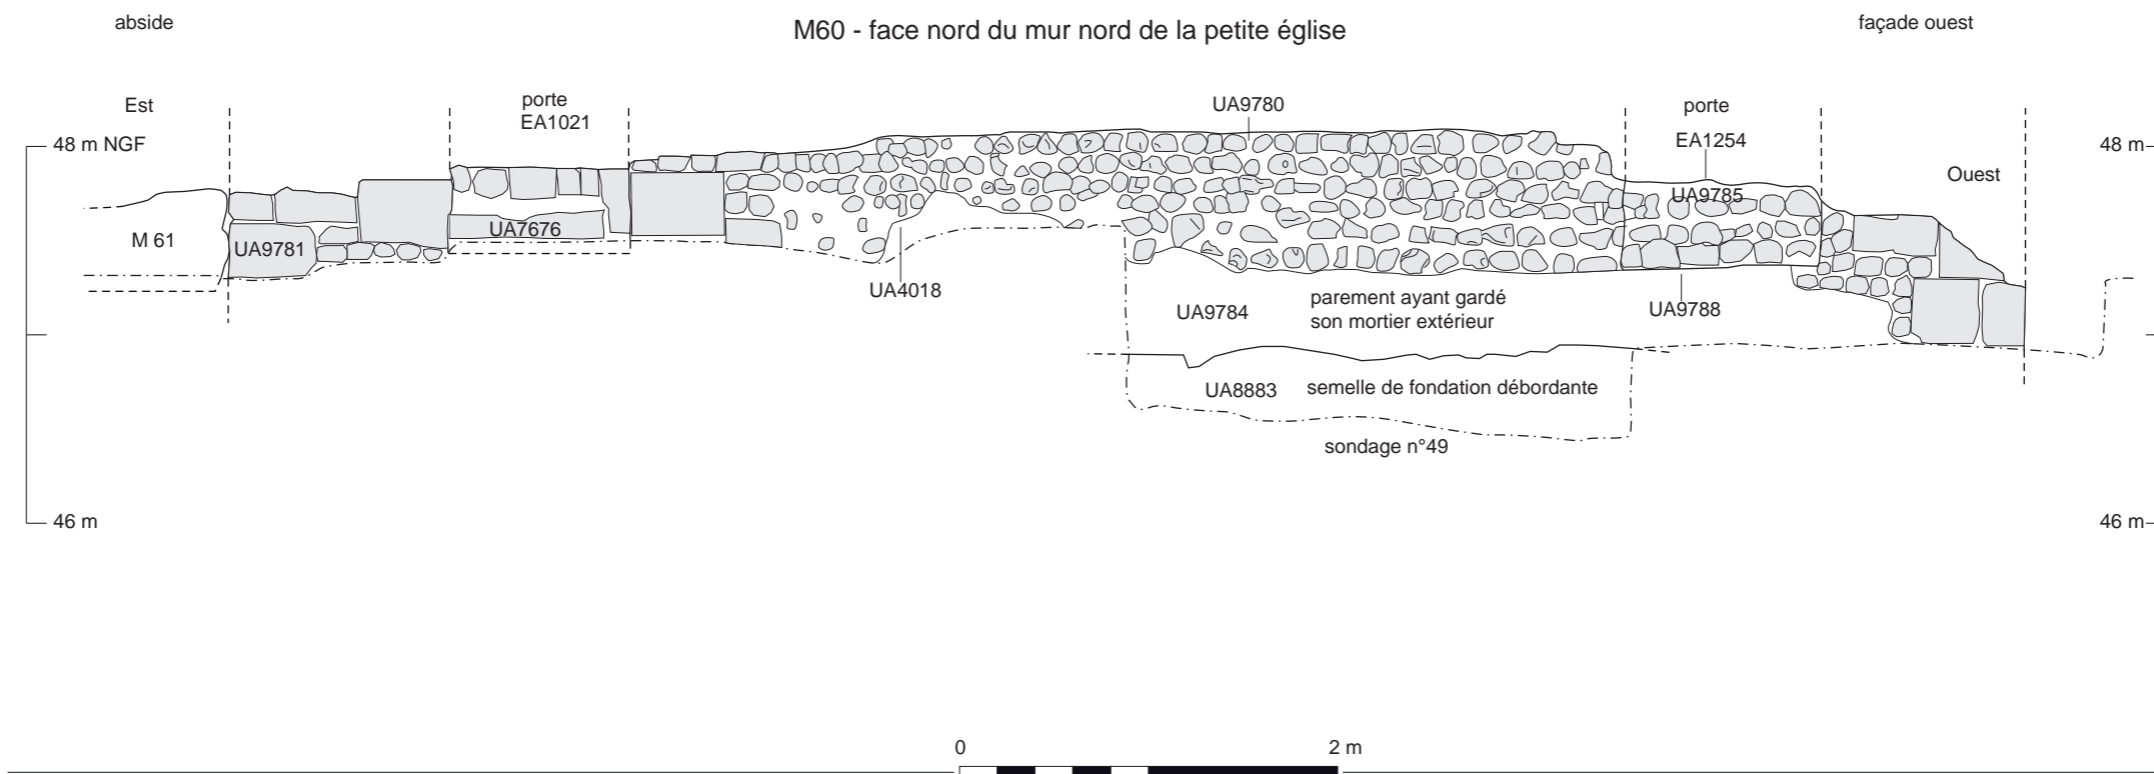 abside
M60 - face nord du mur nord de la petite église
façade ouest
Est
porte
EA1021
UA9780
porte
EA1254
48 m NGF
48 m
Ouest
UA9785
M 61
UA9781
UA7676
UA4018
UA9784
parement ayant gardé
son mortier extérieur
UA9788
UA8883
semelle de fondation débordante
sondage n°49
46 m
46 m
0
2 m